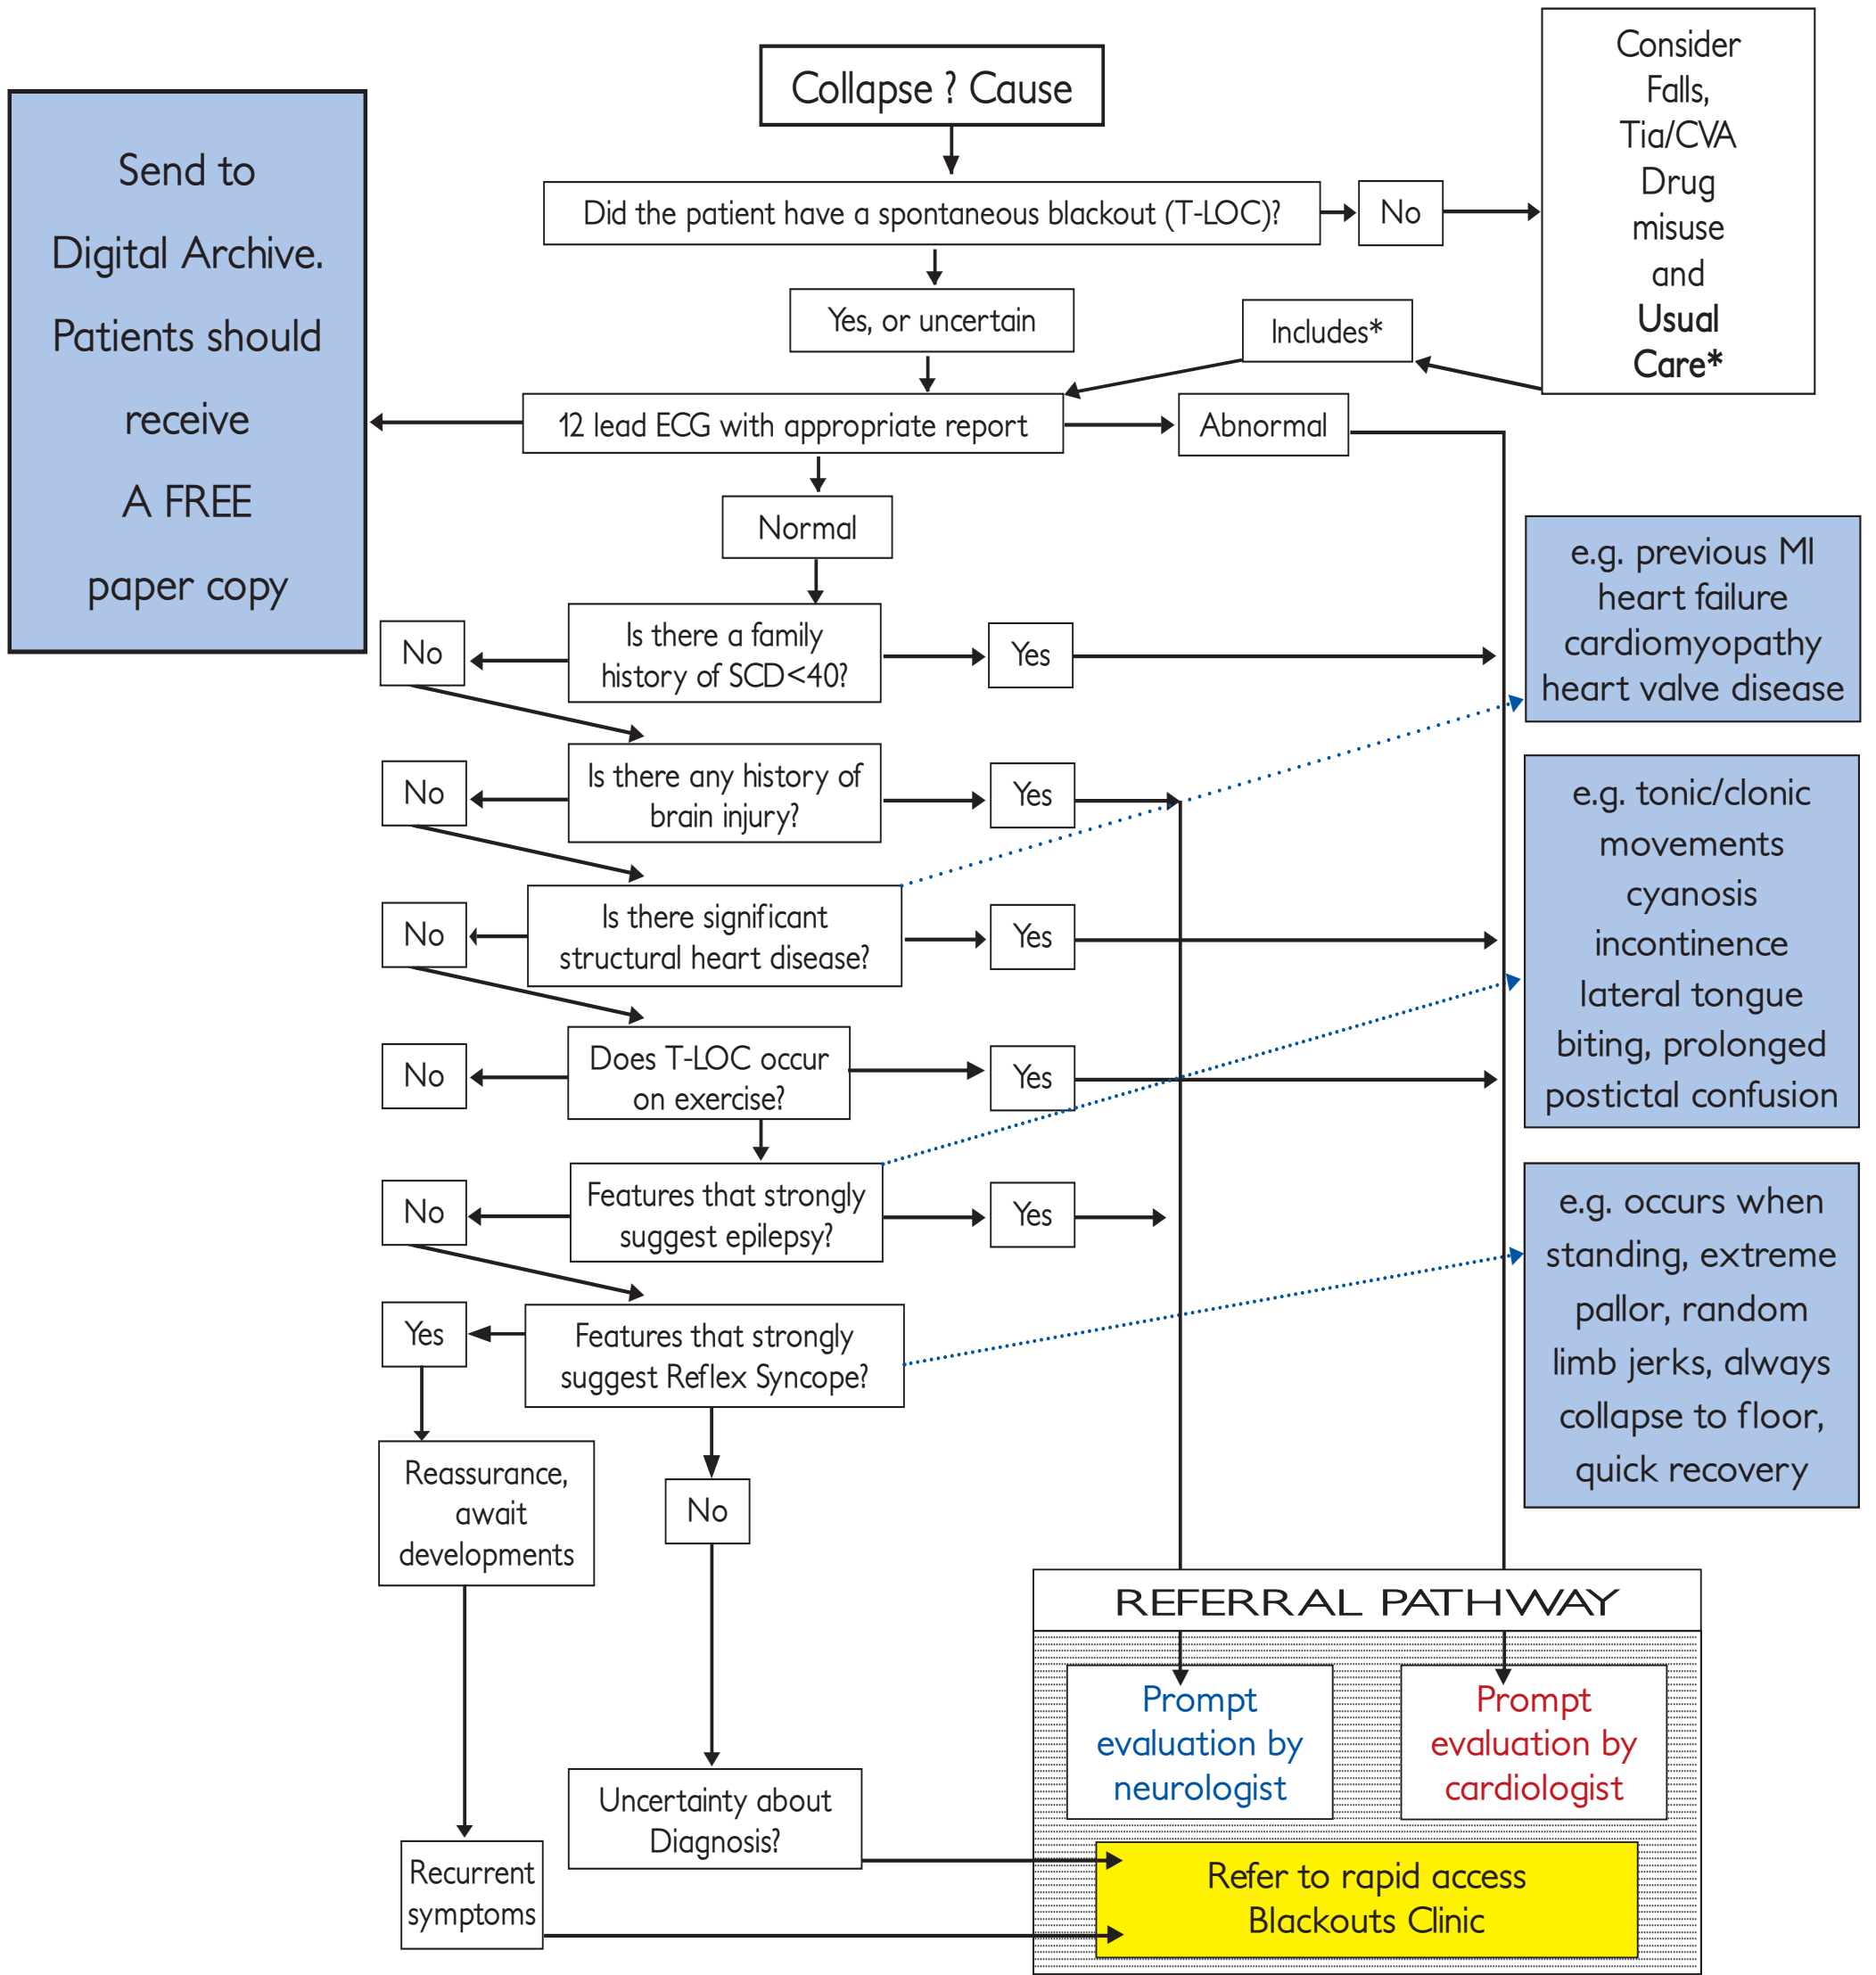 Collapse ? Cause
Consider
Falls,
Tia/CVA
Drug
misuse
and
Usual
Care*
Send to
Digital Archive.
Patients should
receive
A FREE
paper copy
Did the patient have a spontaneous blackout (T-LOC)?
No
Yes, or uncertain
Includes*
12 lead ECG with appropriate report
Abnormal
Normal
e.g. previous MI
heart failure
cardiomyopathy
heart valve disease
No
Is there a family
history of SCD<40?
Yes
No
Is there any history of
brain injury?
Yes
e.g. tonic/clonic
movements
cyanosis
incontinence
lateral tongue
biting, prolonged
postictal confusion
No
Is there significant
structural heart disease?
Yes
No
Does T-LOC occur
on exercise?
Yes
No
Features that strongly
suggest epilepsy?
Yes
e.g. occurs when
standing, extreme
pallor, random
limb jerks, always
collapse to floor,
quick recovery
Yes
Features that strongly
suggest Reflex Syncope?
Reassurance,
await
developments
No
REFERRAL PATHWAY
Prompt
evaluation by
neurologist
Prompt
evaluation by
cardiologist
Uncertainty about
Diagnosis?
Recurrent
symptoms
Refer to rapid access
Blackouts Clinic